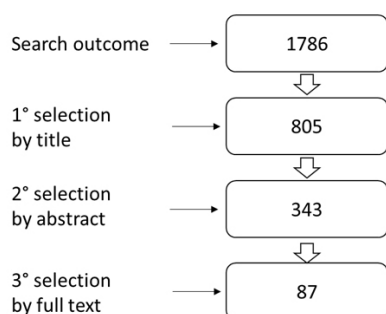 Search outcome
1786
1° selection
by title
805
2° selection
by abstract
343
3° selection
by full text
87